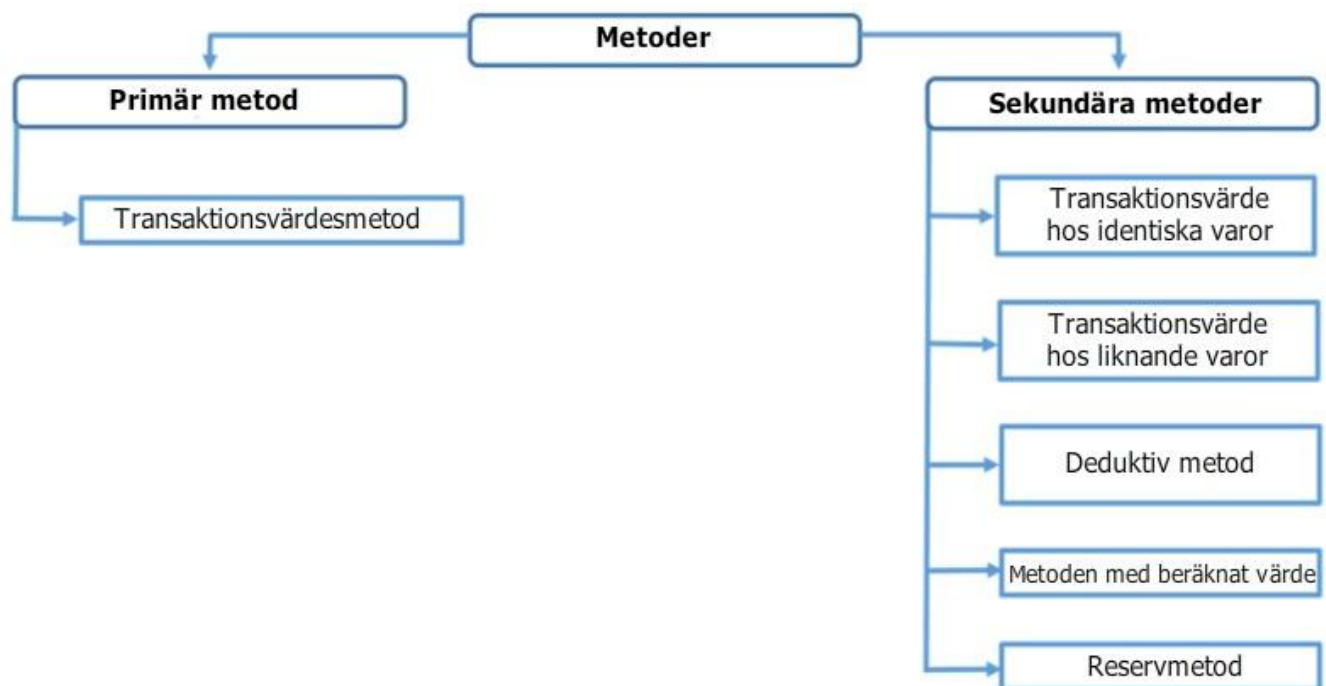 Metoder
Primär metod
Transaktionsvärdesmetod
Sekundära metoder
Transaktionsvärde
hos identiska varor
Transaktionsvärde
hos liknande varor
Deduktiv metod
Metoden med beräknat värde
Reservmetod